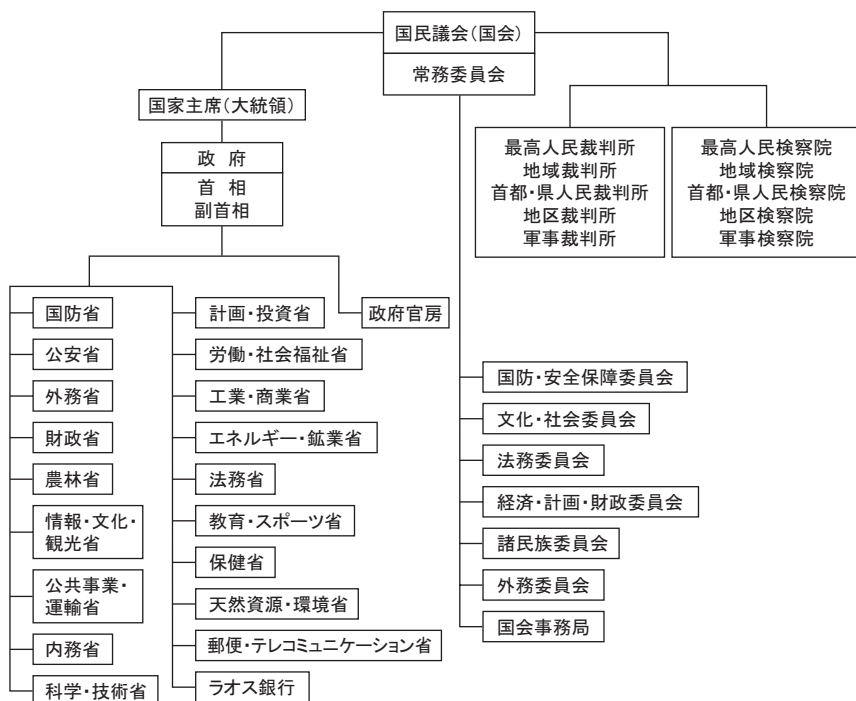 国民議会（国会）
常務委員会
国家主席（大統領）
政 府
首 相
副首相
最高人民裁判所
地域裁判所
首都・県人民裁判所
地区裁判所
軍事裁判所
最高人民検察院
地域検察院
首都・県人民検察院
地区検察院
軍事検察院
国防省
公安省
外務省
財政省
農林省
情報・文化・
観光省
公共事業・
運輸省
内務省
科学・技術省
計画・投資省
労働・社会福祉省
工業・商業省
エネルギー・鉱業省
法務省
教育・スポーツ省
保健省
天然資源・環境省
郵便・テレコミュニケーション省
ラオス銀行
政府官房
国防・安全保障委員会
文化・社会委員会
法務委員会
経済・計画・財政委員会
諸民族委員会
外務委員会
国会事務局